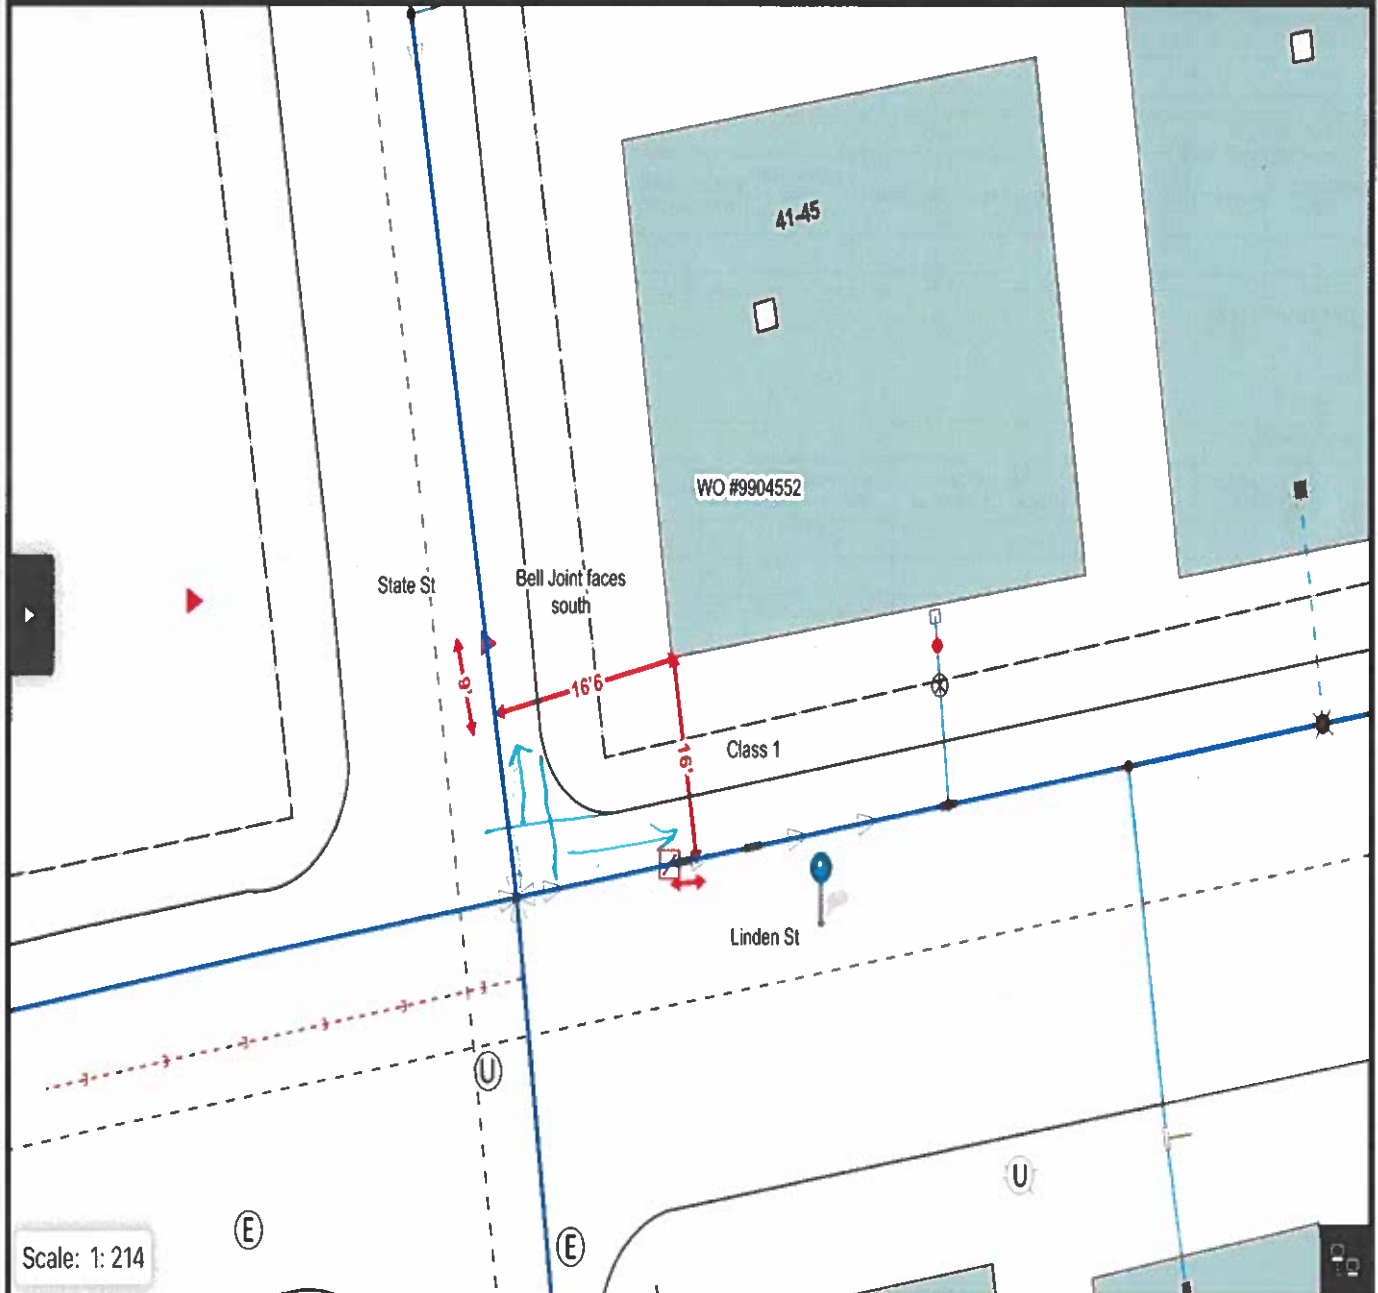 41-45
WO #9904552
State St
Bell Joint faces
south
9'
16'6
16'
Class 1
Linden St
U
U
E
E
Scale: 1: 214